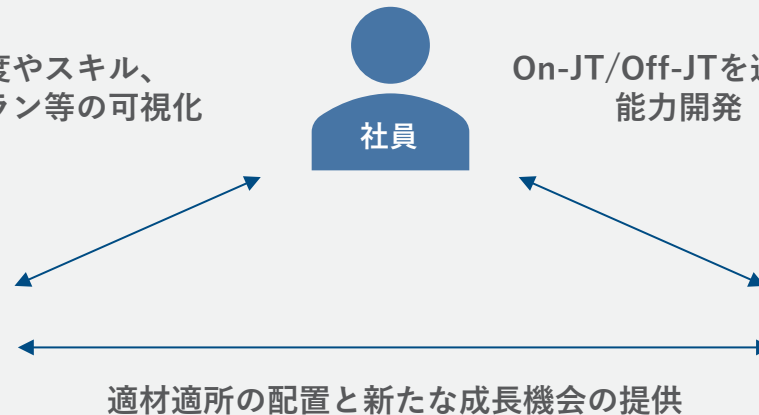 度やスキル、
ラン等の可視化
On-JT/Off-JTを通
能力開発
社員
適材適所の配置と新たな成長機会の提供